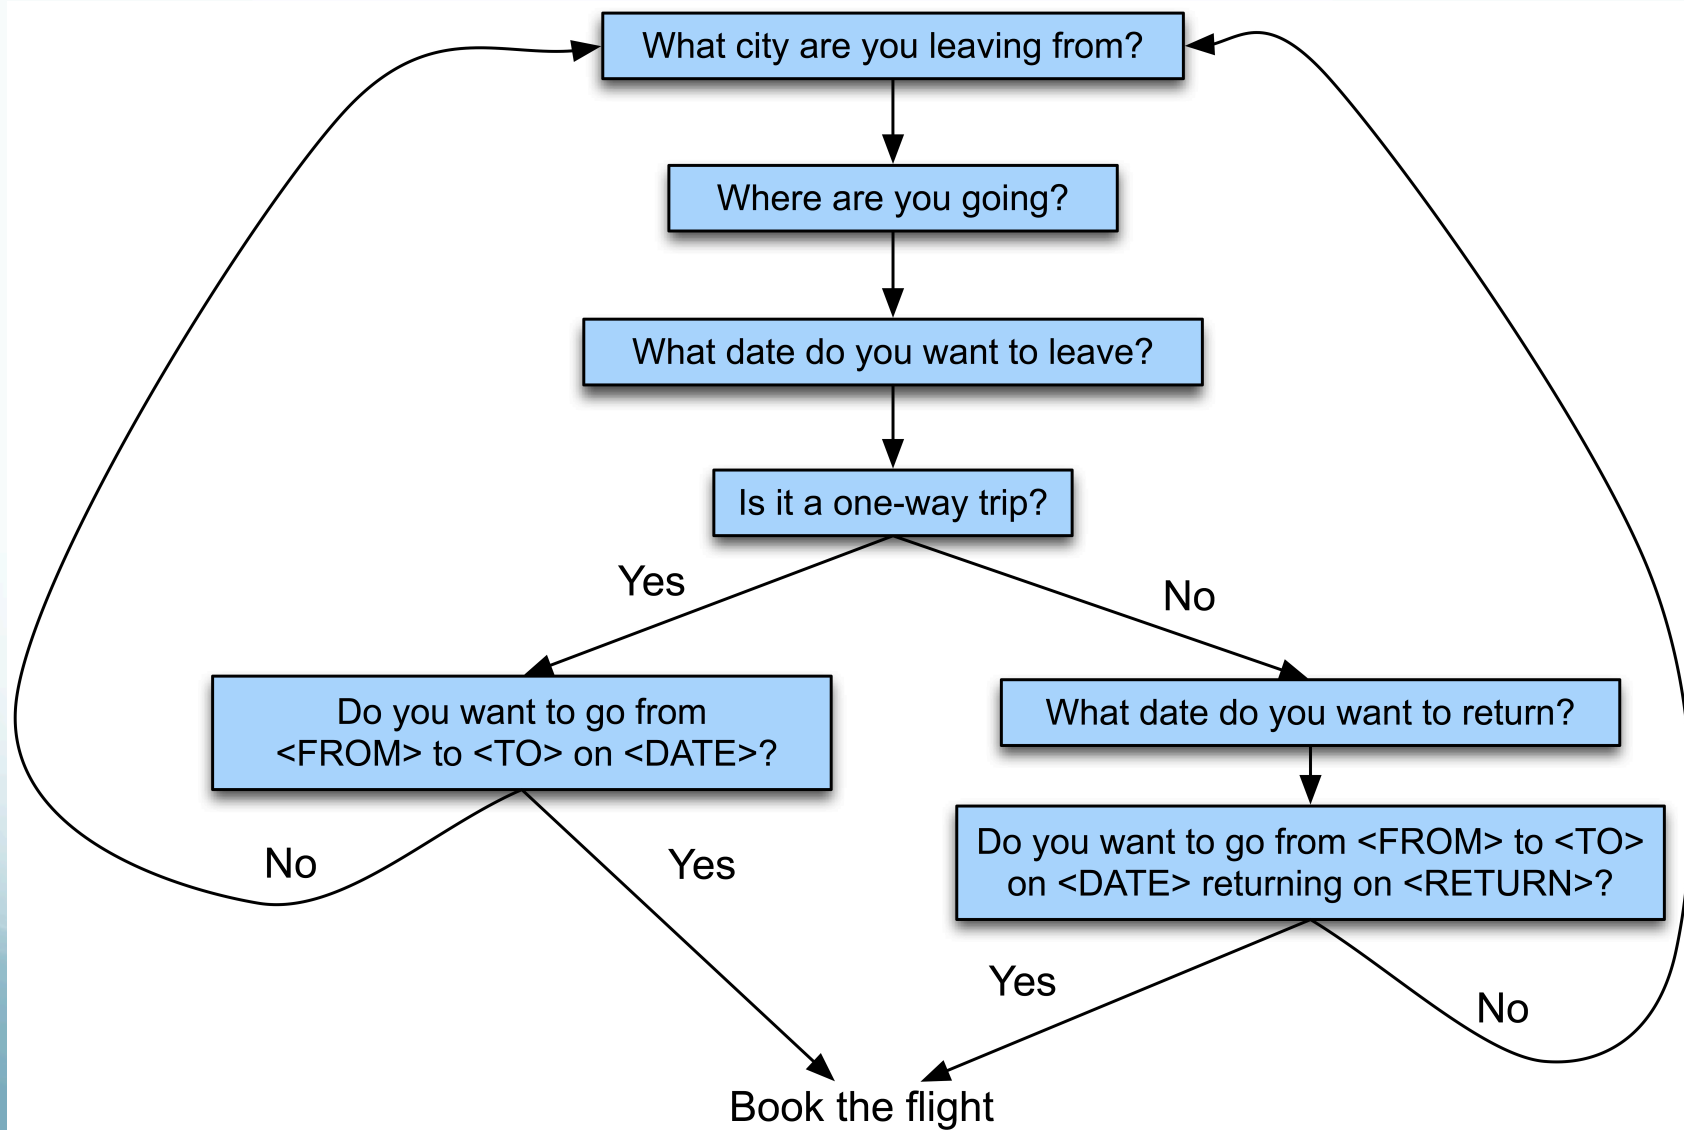 What city are you leaving from?
Where are you going?
What date do you want to leave?
Is it a one-way trip?
Yes
No
Do you want to go from
<FROM> to <TO> on <DATE>?
What date do you want to return?
Do you want to go from <FROM> to <TO>
on <DATE> returning on <RETURN>?
No
Yes
Yes
No
Book the flight